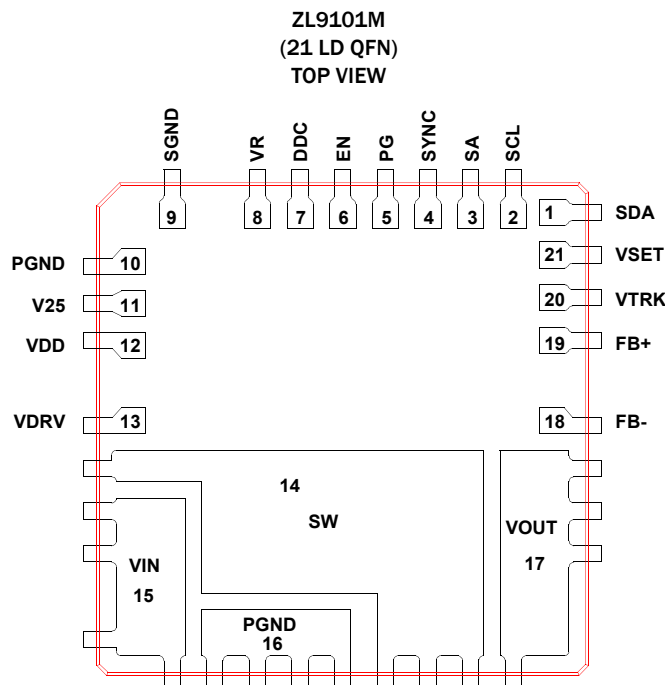 ZL9101M
(21 LD QFN)
TOP VIEW
SGND
VR
DDC
EN
PG
SYNC
SA
SCL
9
8
7
6
5
4
3
2
1
SDA
21
VSET
20
VTRK
19
FB+
18
FB-
PGND
10
V25
11
VDD
12
VDRV
13
14
SW
VOUT
17
VIN
15
PGND
16